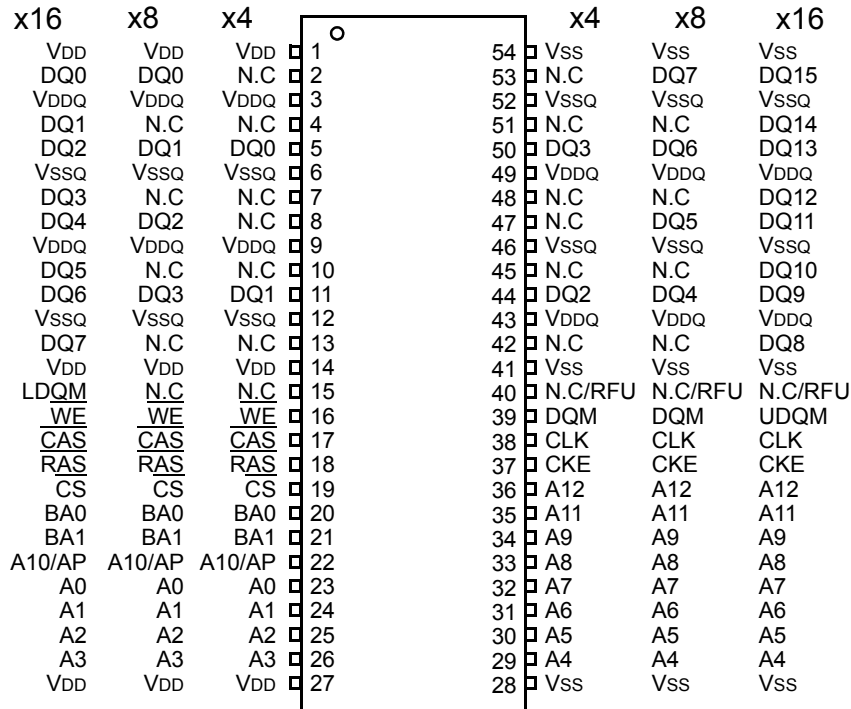 x16 x8 x4 x4 x8 x16
VDD VDD VDD 1 54 VSS VSS VSS
DQ0 DQ0 N.C 2 53 N.C DQ7 DQ15
VDDQ VDDQ VDDQ 3 52 VSSQ VSSQ VSSQ
DQ1 N.C N.C 4 51 N.C N.C DQ14
DQ2 DQ1 DQ0 5 50 DQ3 DQ6 DQ13
VSSQ VSSQ VSSQ 6 49 VDDQ VDDQ VDDQ
DQ3 N.C N.C 7 48 N.C N.C DQ12
DQ4 DQ2 N.C 8 47 N.C DQ5 DQ11
VDDQ VDDQ VDDQ 9 46 VSSQ VSSQ VSSQ
DQ5 N.C N.C 10 45 N.C N.C DQ10
DQ6 DQ3 DQ1 11 44 DQ2 DQ4 DQ9
VSSQ VSSQ VSSQ 12 43 VDDQ VDDQ VDDQ
DQ7 N.C N.C 13 42 N.C N.C DQ8
VDD VDD VDD 14 41 VSS VSS VSS
LDQM N.C N.C 15 40 N.C/RFU N.C/RFU N.C/RFU
WE WE WE 16 39 DQM DQM UDQM
CAS CAS CAS 17 38 CLK CLK CLK
RAS RAS RAS 18 37 CKE CKE CKE
CS CS CS 19 36 A12 A12 A12
BA0 BA0 BA0 20 35 A11 A11 A11
BA1 BA1 BA1 21 34 A9 A9 A9
A10/AP A10/AP A10/AP 22 33 A8 A8 A8
A0 A0 A0 23 32 A7 A7 A7
A1 A1 A1 24 31 A6 A6 A6
A2 A2 A2 25 30 A5 A5 A5
A3 A3 A3 26 29 A4 A4 A4
VDD VDD VDD 27 28 VSS VSS VSS